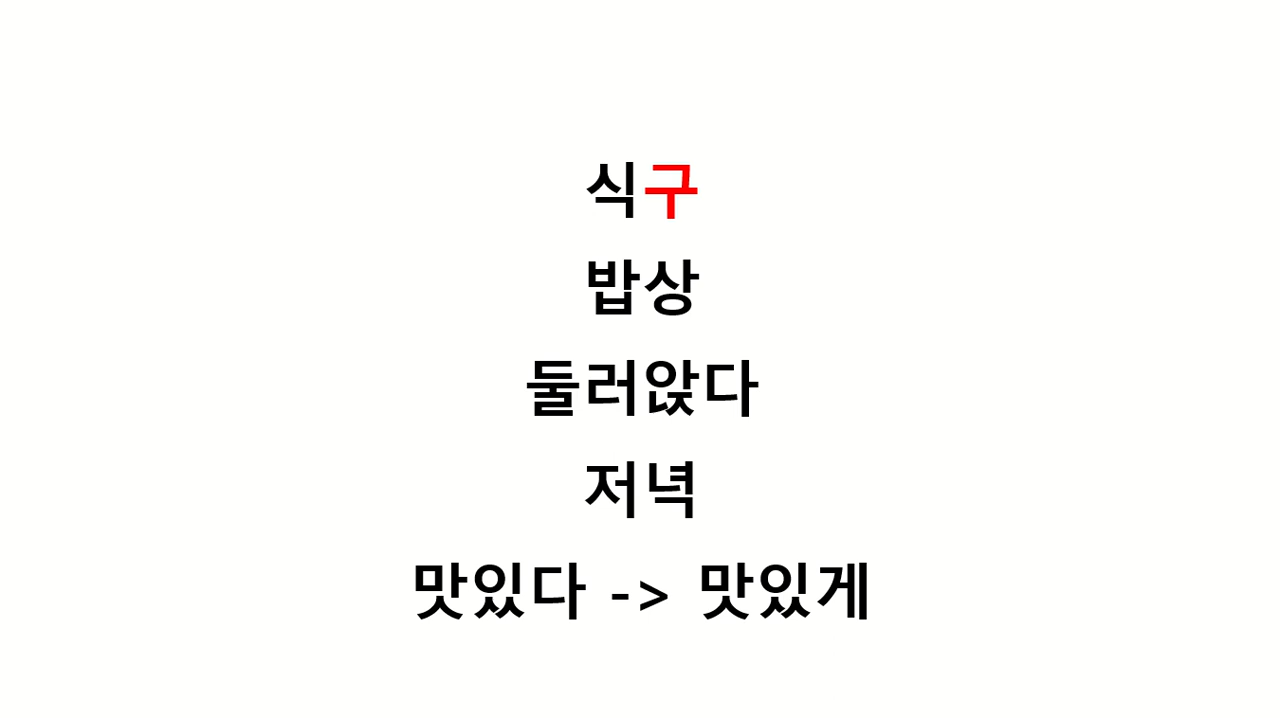 식구
밥상
둘러앉다
저녁
맛있다 -> 맛있게